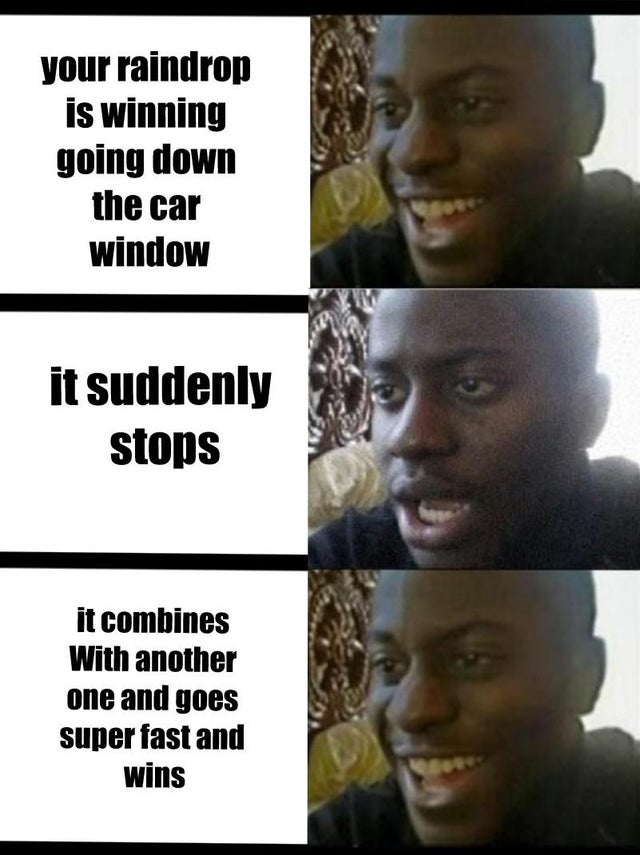 your raindrop
is winning
going down
the car
window
it suddenly
stops
it combines
With another
one and goes
super fast and
wins